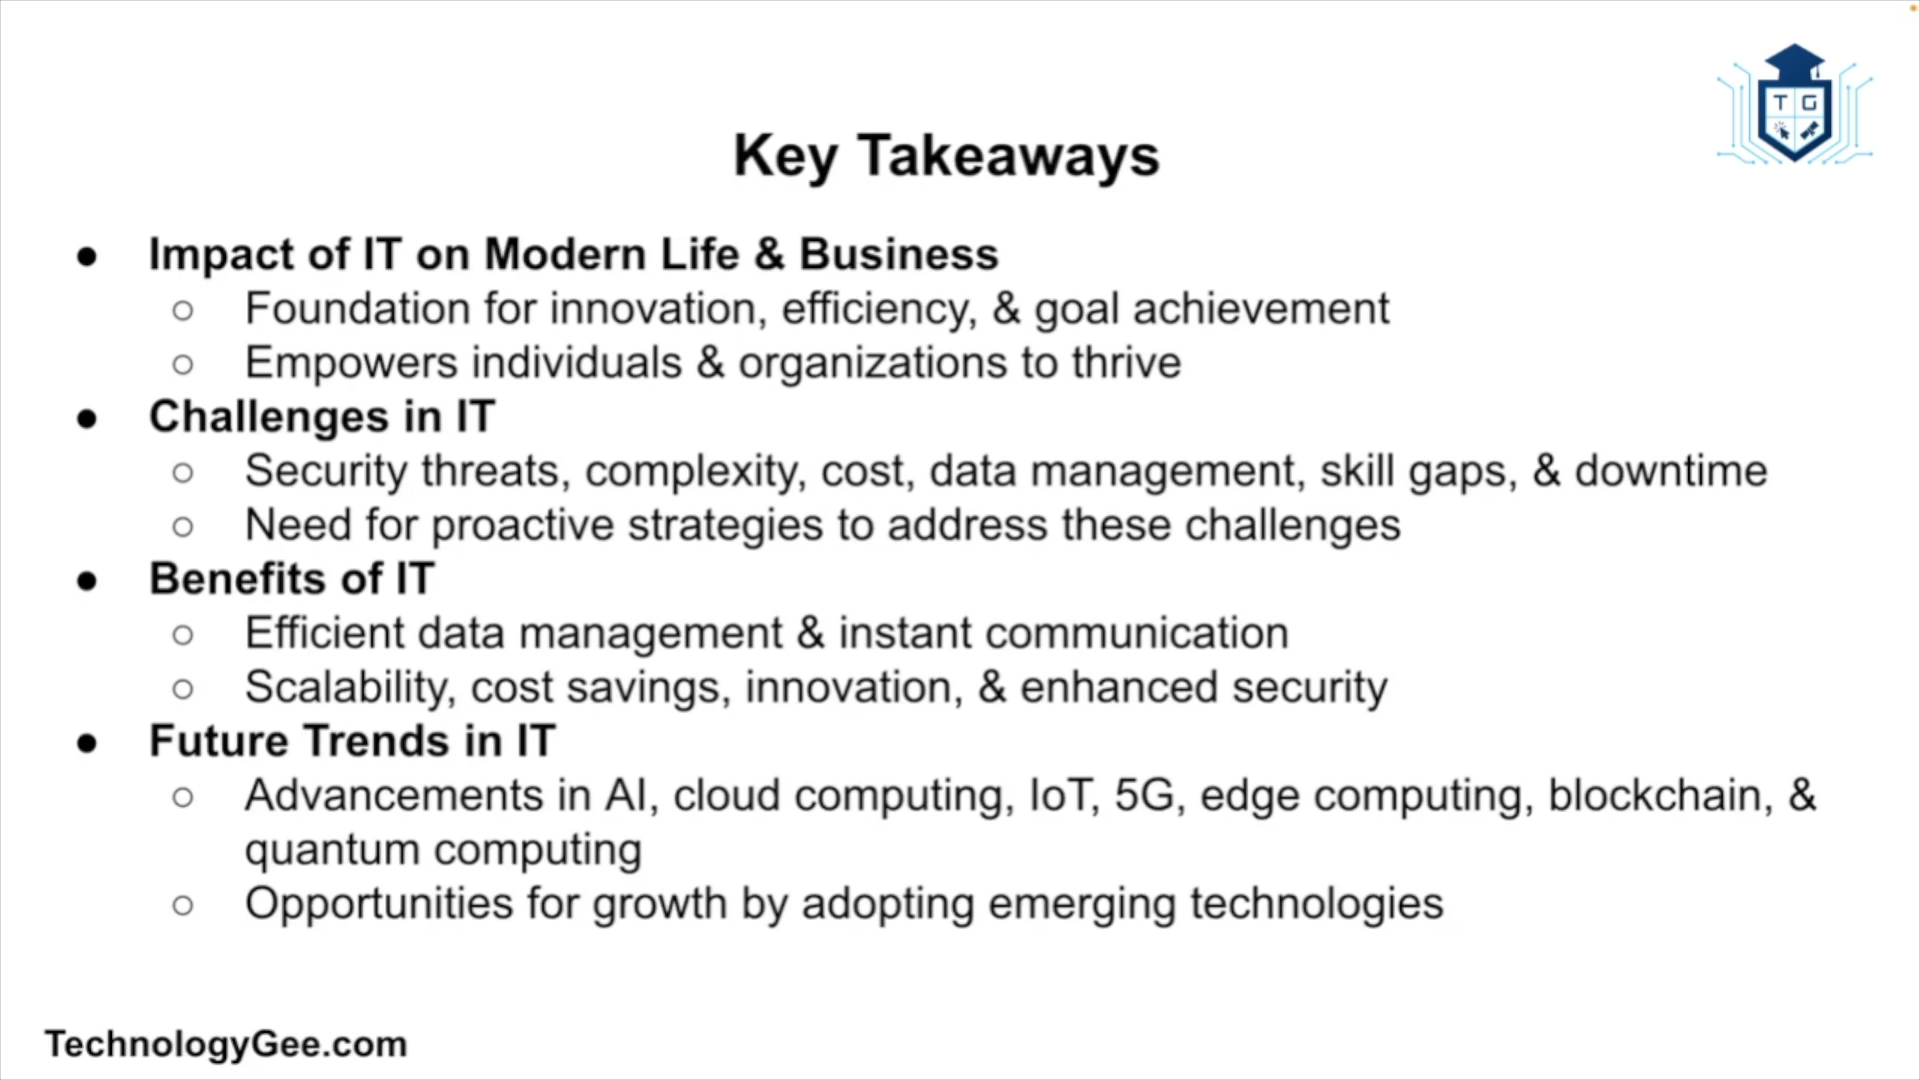 T G
Key Takeaways
● Impact of IT on Modern Life & Business
○ Foundation for innovation, efficiency, & goal achievement
○ Empowers individuals & organizations to thrive
● Challenges in IT
○ Security threats, complexity, cost, data management, skill gaps, & downtime
○ Need for proactive strategies to address these challenges
● Benefits of IT
○ Efficient data management & instant communication
○ Scalability, cost savings, innovation, & enhanced security
● Future Trends in IT
○ Advancements in AI, cloud computing, IoT, 5G, edge computing, blockchain, &
quantum computing
○ Opportunities for growth by adopting emerging technologies
TechnologyGee.com